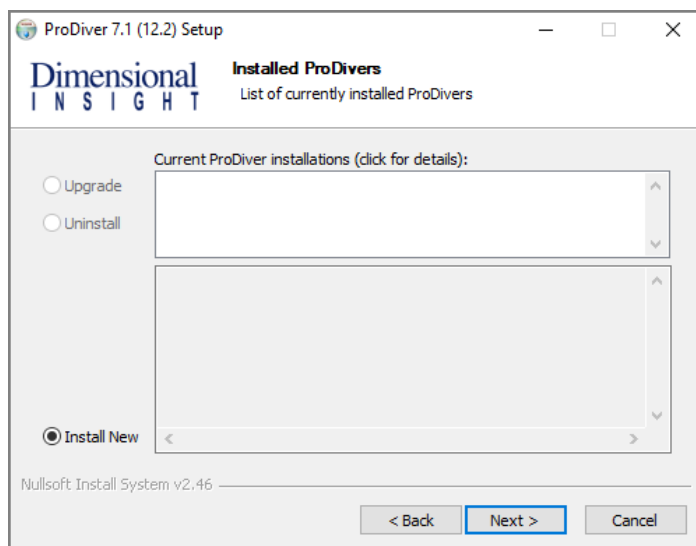 ProDiver 7.1 (12.2) Setup
Dimensional
INSIGHT
Installed ProDivers
List of currently installed ProDivers
Current ProDiver installations (click for details):
Upgrade
Uninstall
Install New
Nullsoft Install System v2.46
< Back
Next >
Cancel